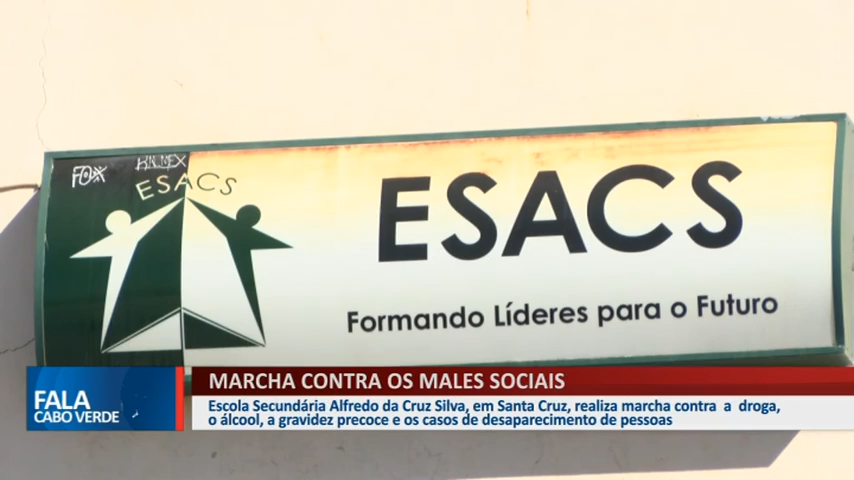 ESACS
ESACS
Formando Líderes para o Futuro
MARCHA CONTRA OS MALES SOCIAIS
FALA
CABO VERDE
Escola Secundária Alfredo da Cruz Silva, em Santa Cruz, realiza marcha contra a droga,
o álcool, a gravidez precoce e os casos de desaparecimento de pessoas